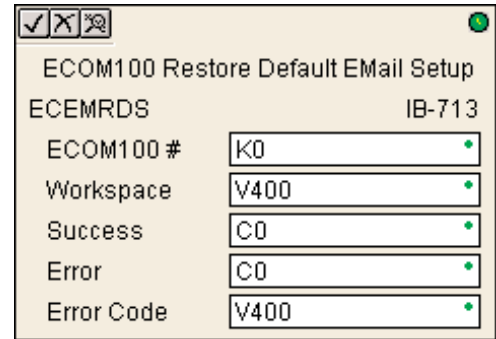 ECOM100 Restore Default EMail Setup
ECEMRDS IB-713
ECOM100 # K0
Workspace V400
Success C0
Error C0
Error Code V400